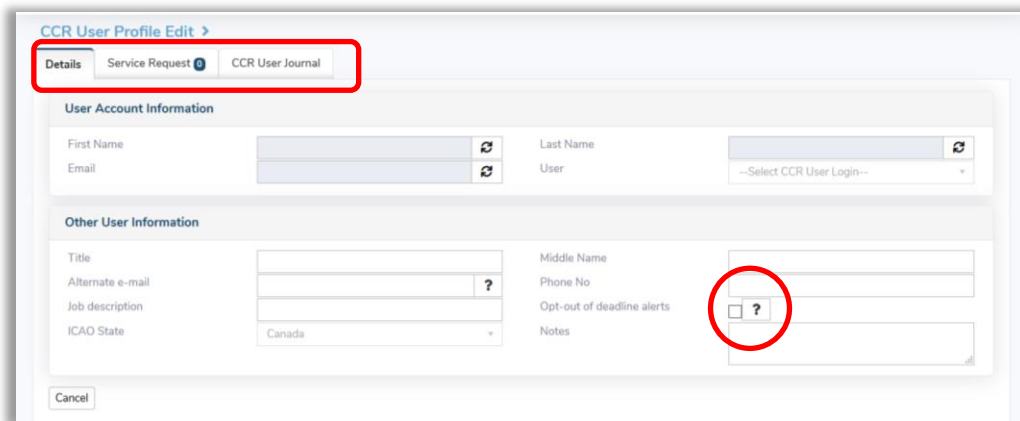 CCR User Profile Edit >
Details Service Request 0 CCR User Journal
User Account Information
First Name Last Name
Email User --Select CCR User Login--
Other User Information
Title Middle Name
Alternate e-mail ? Phone No
Job description Opt-out of deadline alerts ?
ICAO State Canada Notes
Cancel